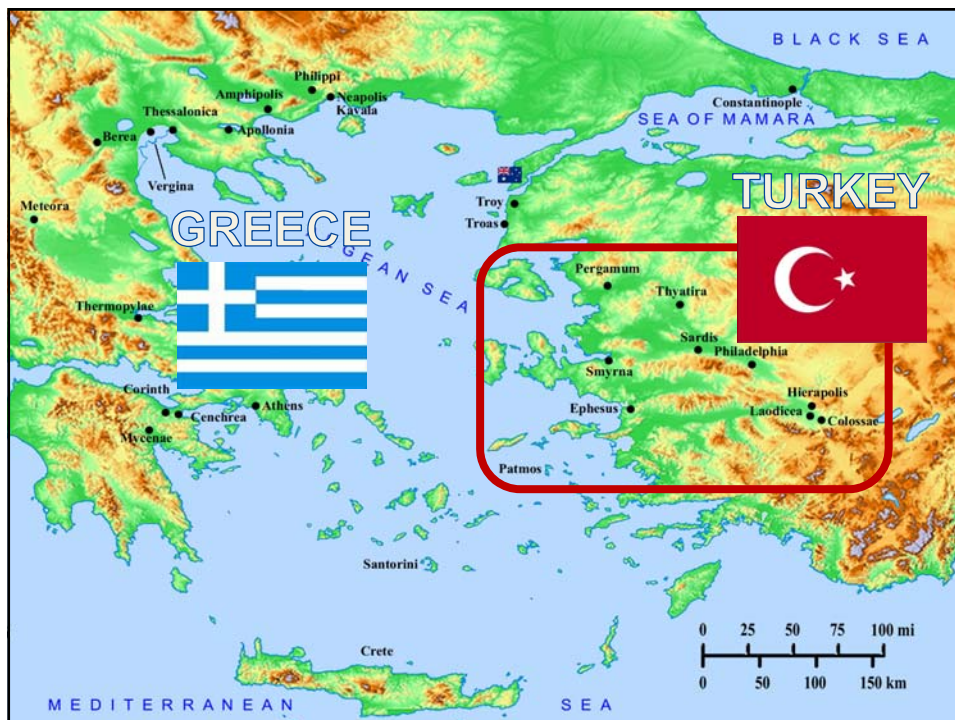 BLACK SEA
Philippi
Amphipolis
Neapolis
Kavala
Constantinople
Thessalonica
SEA OF MAMARA
Apollonia
Berea
Vergina
TURKEY
Meteora
Troy
GREECE
Troas
GEAN SEA
Pergamum
Thyatira
Thermopylae
Sardis
Philadelphia
Smyrna
Corinth
Hierapolis
Athens
Ephesus
Laodicea
Cenchrea
Colossae
Mycenae
Patmos
Santorini
0 25 50 75 100 mi
Crete
0 50 100 150 km
MEDITERRANEAN SEA